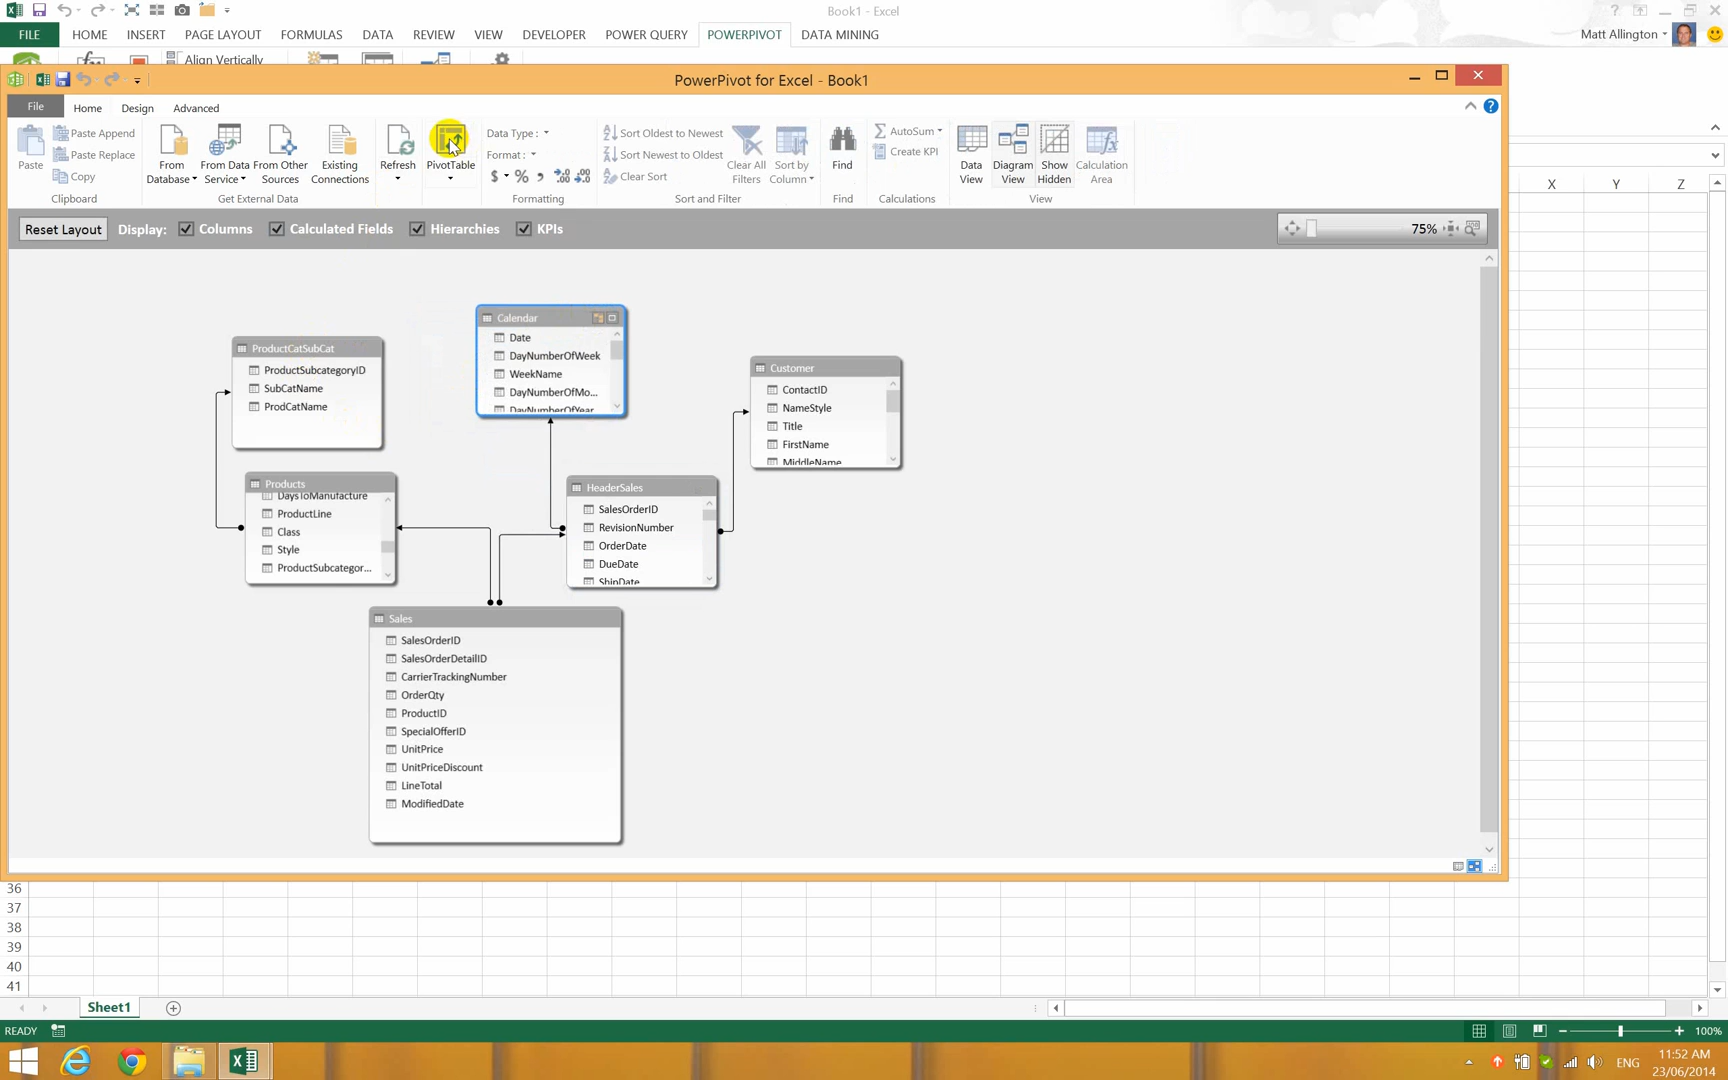 Book1 - Excel
FILE HOME INSERT PAGE LAYOUT FORMULAS DATA REVIEW VIEW DEVELOPER POWER QUERY POWERPIVOT DATA MINING Matt Allington
Align Vertically
PowerPivot for Excel - Book1
File Home Design Advanced
Paste
Paste Append
Paste Replace
Copy
Clipboard
From Database
From Data Service
From Other Sources
Existing Connections
Get External Data
Refresh
PivotTable
Data Type :
Format :
$ % ,
Formatting
Sort Oldest to Newest
Sort Newest to Oldest
Clear Sort
Clear All Filters
Sort by Column
Sort and Filter
Find
Find
AutoSum
Create KPI
Calculations
Data View
Diagram View
Show Hidden
Calculation Area
View
Reset Layout Display: Columns Calculated Fields Hierarchies KPIs 75%
X Y Z
ProductCatSubCat
ProductSubcategoryID
SubCatName
ProdCatName
Calendar
Date
DayNumberOfWeek
WeekName
DayNumberOfMo...
DayNumberOfYear
Customer
ContactID
NameStyle
Title
FirstName
MiddleName
Products
DaysToManufacture
ProductLine
Class
Style
ProductSubcategor...
HeaderSales
SalesOrderID
RevisionNumber
OrderDate
DueDate
ShipDate
Sales
SalesOrderID
SalesOrderDetailID
CarrierTrackingNumber
OrderQty
ProductID
SpecialOfferID
UnitPrice
UnitPriceDiscount
LineTotal
ModifiedDate
36
37
38
39
40
41
Sheet1
READY 100%
ENG
11:52 AM
23/06/2014